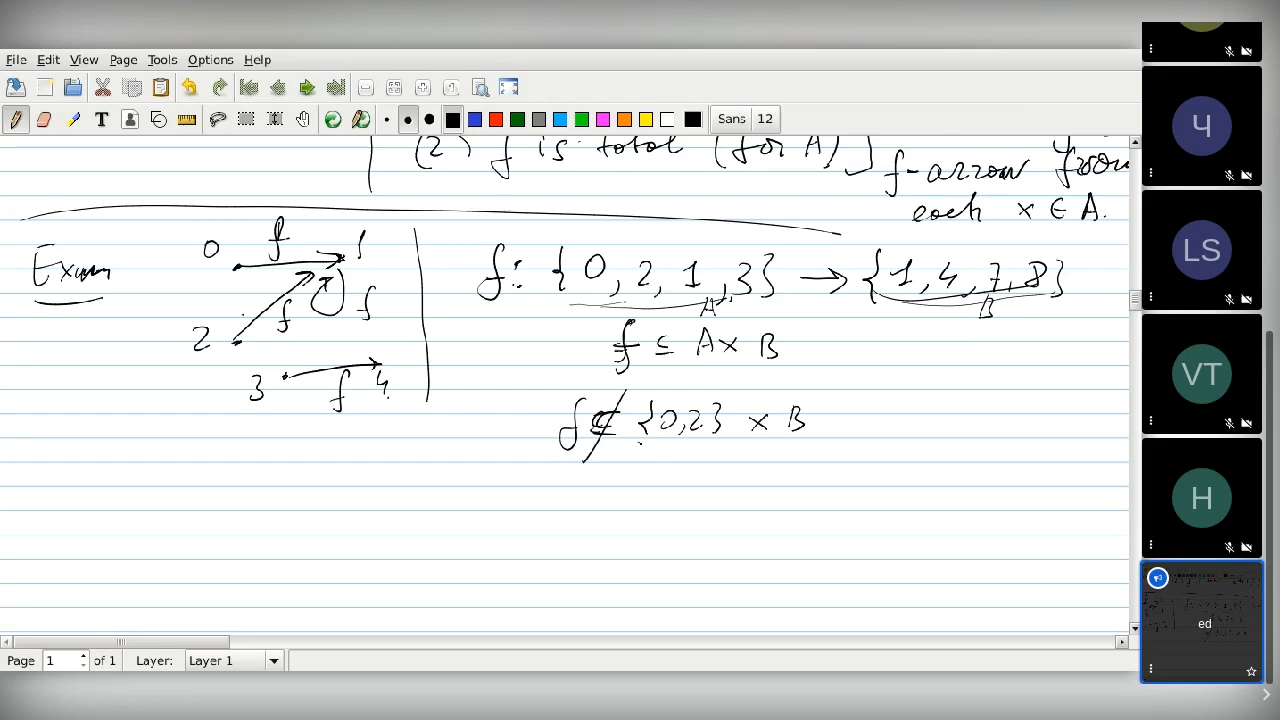 File Edit View Page Tools Options Help
Sans 12
(2) f is total (for A)
f-arrow from
each x ∈ A.
Exam
0 f 1
f f
2
3 f 4
f: {0, 2, 1, 3} → {1, 4, 7, 8}
A B
f ⊆ A × B
f ⊈ {0,2} × B
Page 1 of 1 Layer: Layer 1
Ч
LS
VT
H
ed